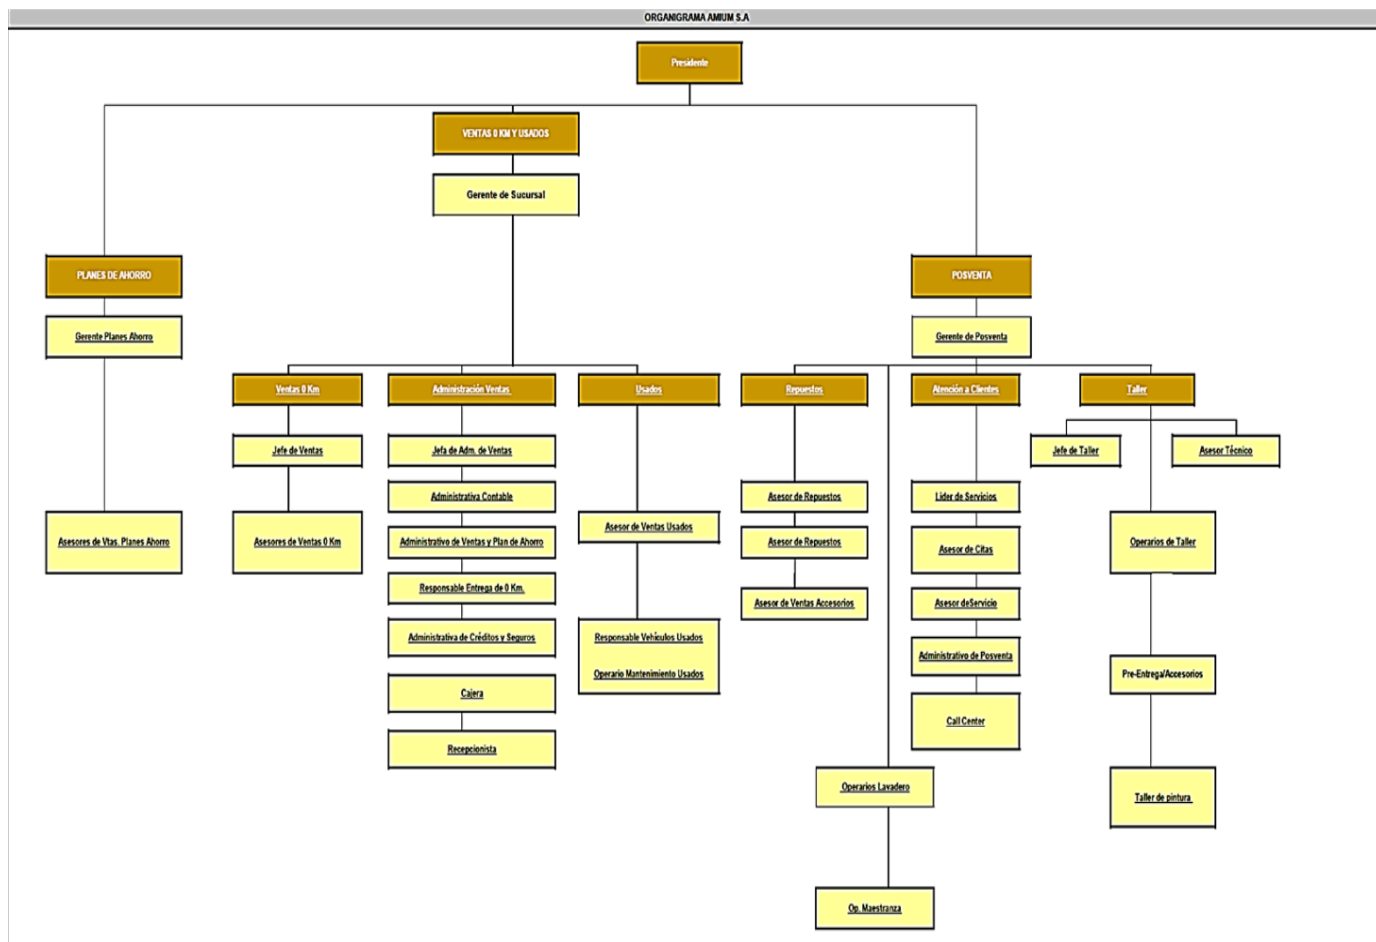 ORGANIGRAMA AMIUM S.A
Presidente
VENTAS 0 KM Y USADOS
Gerente de Sucursal
PLANES DE AHORRO
POSVENTA
Gerente Planes Ahorro
Gerente de Posventa
Ventas 0 Km
Administración Ventas
Usados
Repuestos
Atención a Clientes
Taller
Jefe de Ventas
Jefa de Adm. de Ventas
Jefe de Taller
Asesor Técnico
Administrativa Contable
Asesor de Repuestos
Lider de Servicios
Asesores de Vtas. Planes Ahorro
Asesores de Ventas 0 Km
Administrativo de Ventas y Plan de Ahorro
Asesor de Ventas Usados
Asesor de Repuestos
Asesor de Citas
Operarios de Taller
Responsable Entrega de 0 Km.
Asesor de Ventas Accesorios
Asesor deServicio
Administrativa de Créditos y Seguros
Responsable Vehículos Usados
Operario Mantenimiento Usados
Administrativo de Posventa
Pre-Entrega/Accesorios
Cajera
Call Center
Recepcionista
Operarios Lavadero
Taller de pintura
Op. Maestranza